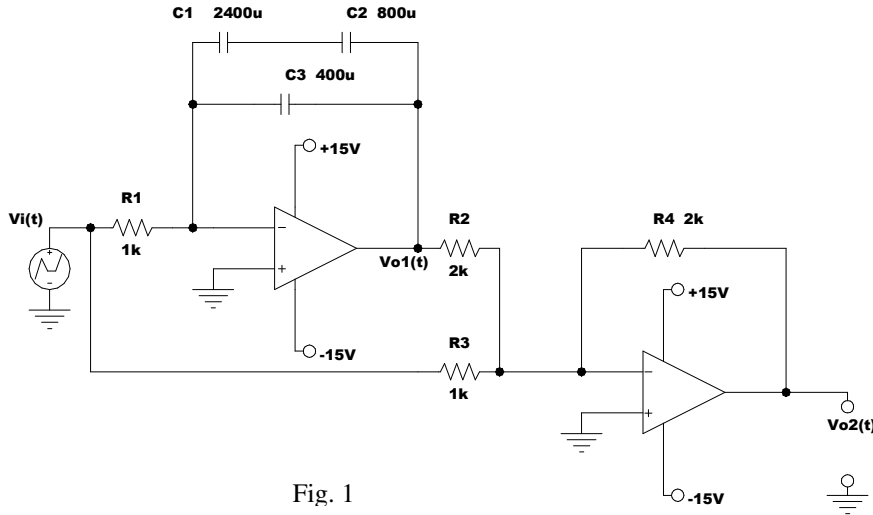 C1 2400u
C2 800u
C3 400u
+15V
R1
Vi(t)
1k
R2
R4 2k
Vo1(t)
2k
+15V
-15V
R3
1k
Vo2(t)
-15V
Fig. 1